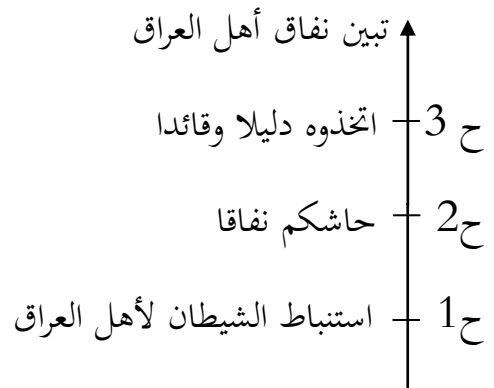 تبين نفاق أهل العراق
ح 3 اتخذوه دليلا وقائدا
ح2 حاشكم نفاقا
ح1 استنباط الشيطان لأهل العراق